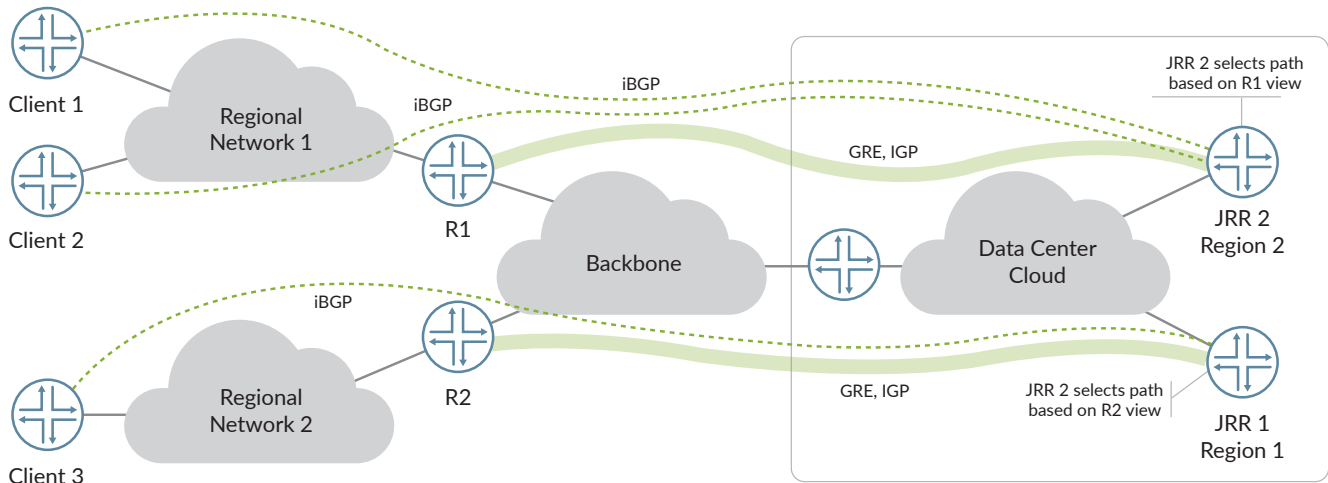 Client 1
Regional
Network 1
iBGP
iBGP
JRR 2 selects path
based on R1 view
Client 2
R1
GRE, IGP
JRR 2
Region 2
Backbone
Data Center
Cloud
iBGP
Regional
Network 2
R2
GRE, IGP
JRR 2 selects path
based on R2 view
JRR 1
Region 1
Client 3